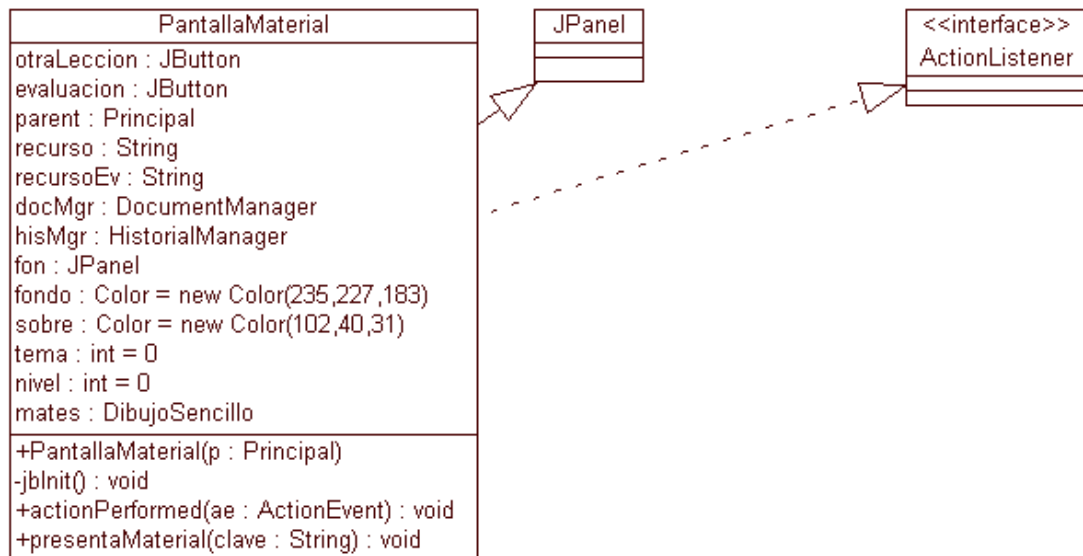 PantallaMaterial
otraLeccion : JButton
evaluacion : JButton
parent : Principal
recurso : String
recursoEv : String
docMgr : DocumentManager
hisMgr : HistorialManager
fon : JPanel
fondo : Color = new Color(235,227,183)
sobre : Color = new Color(102,40,31)
tema : int = 0
nivel : int = 0
mates : DibujoSencillo
+PantallaMaterial(p : Principal)
-jbInit() : void
+actionPerformed(ae : ActionEvent) : void
+presentaMaterial(clave : String) : void
JPanel
<<interface>>
ActionListener